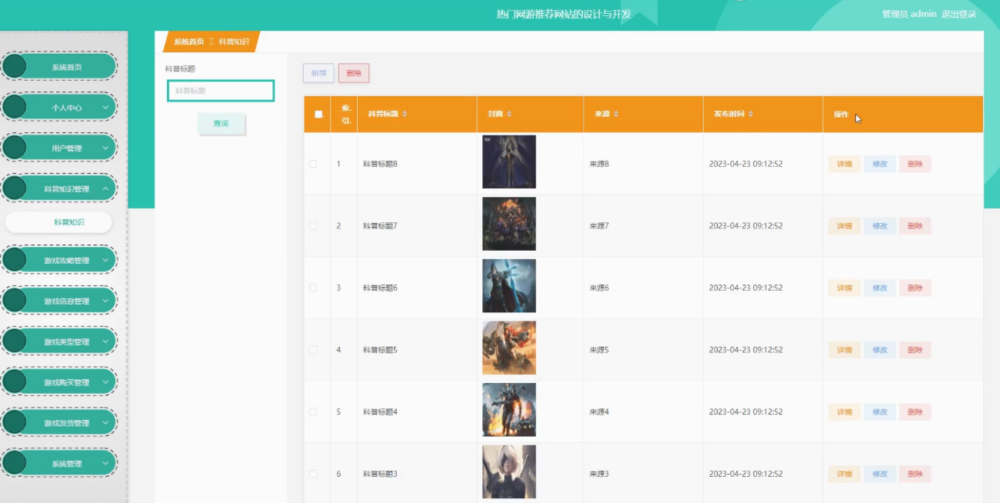 热门网游推荐网站的设计与开发
管理员 admin 退出登录
系统首页 Ξ 科普知识
系统首页
个人中心
用户管理
科普知识管理
科普知识
游戏攻略管理
游戏信息管理
游戏类型管理
游戏购买管理
游戏发货管理
系统管理
科普标题
科普标题
查询
新增 删除
索引. 科普标题 封面 来源 发布时间 操作
1 科普标题8 来源8 2023-04-23 09:12:52 详情 修改 删除
2 科普标题7 来源7 2023-04-23 09:12:52 详情 修改 删除
3 科普标题6 来源6 2023-04-23 09:12:52 详情 修改 删除
4 科普标题5 来源5 2023-04-23 09:12:52 详情 修改 删除
5 科普标题4 来源4 2023-04-23 09:12:52 详情 修改 删除
6 科普标题3 来源3 2023-04-23 09:12:52 详情 修改 删除